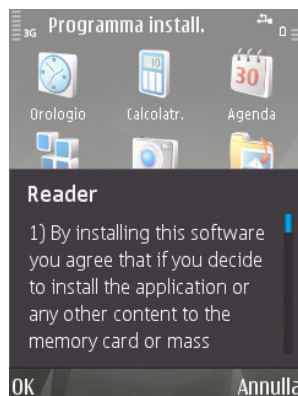 3G Programma install.
10
30
Orologio Calcolatr. Agenda
Reader
1) By installing this software
you agree that if you decide
to install the application or
any other content to the
memory card or mass
OK Annulla